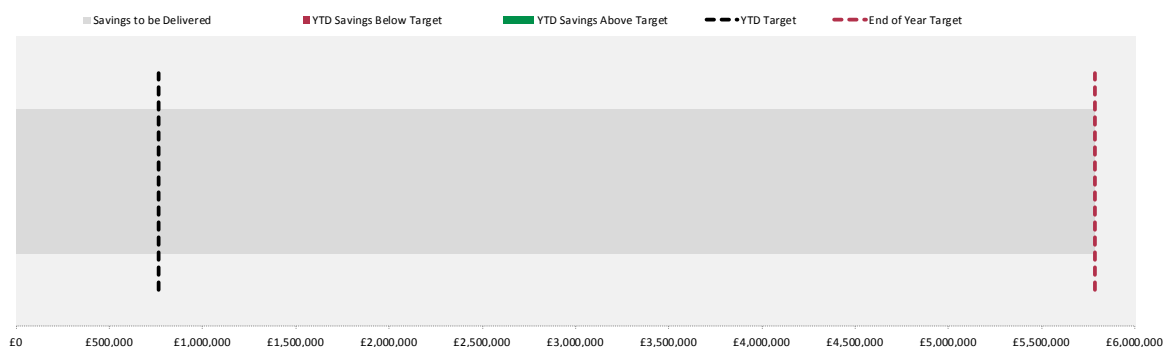 Savings to be Delivered YTD Savings Below Target YTD Savings Above Target YTD Target End of Year Target
£0 £500,000 £1,000,000 £1,500,000 £2,000,000 £2,500,000 £3,000,000 £3,500,000 £4,000,000 £4,500,000 £5,000,000 £5,500,000 £6,000,000